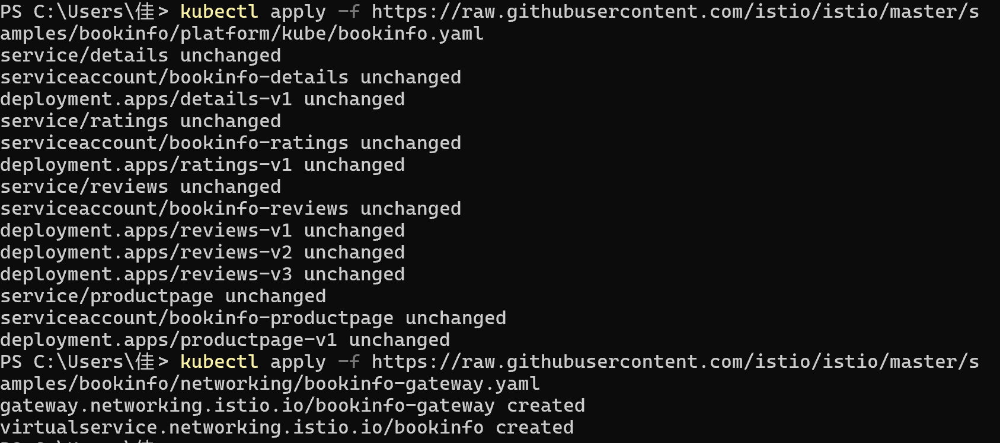 PS C:\Users\佳> kubectl apply -f https://raw.githubusercontent.com/istio/istio/master/s
amples/bookinfo/platform/kube/bookinfo.yaml
service/details unchanged
serviceaccount/bookinfo-details unchanged
deployment.apps/details-v1 unchanged
service/ratings unchanged
serviceaccount/bookinfo-ratings unchanged
deployment.apps/ratings-v1 unchanged
service/reviews unchanged
serviceaccount/bookinfo-reviews unchanged
deployment.apps/reviews-v1 unchanged
deployment.apps/reviews-v2 unchanged
deployment.apps/reviews-v3 unchanged
service/productpage unchanged
serviceaccount/bookinfo-productpage unchanged
deployment.apps/productpage-v1 unchanged
PS C:\Users\佳> kubectl apply -f https://raw.githubusercontent.com/istio/istio/master/s
amples/bookinfo/networking/bookinfo-gateway.yaml
gateway.networking.istio.io/bookinfo-gateway created
virtualservice.networking.istio.io/bookinfo created